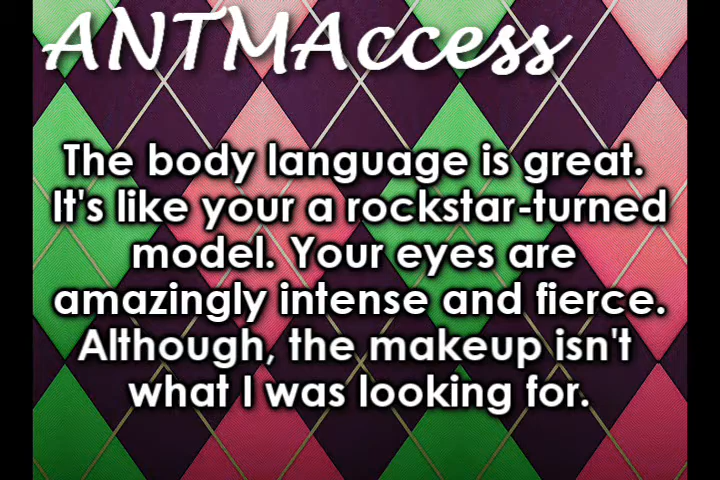 ANTMAccess
The body language is great.
It's like your a rockstar-turned
model. Your eyes are
amazingly intense and fierce.
Although, the makeup isn't
what I was looking for.